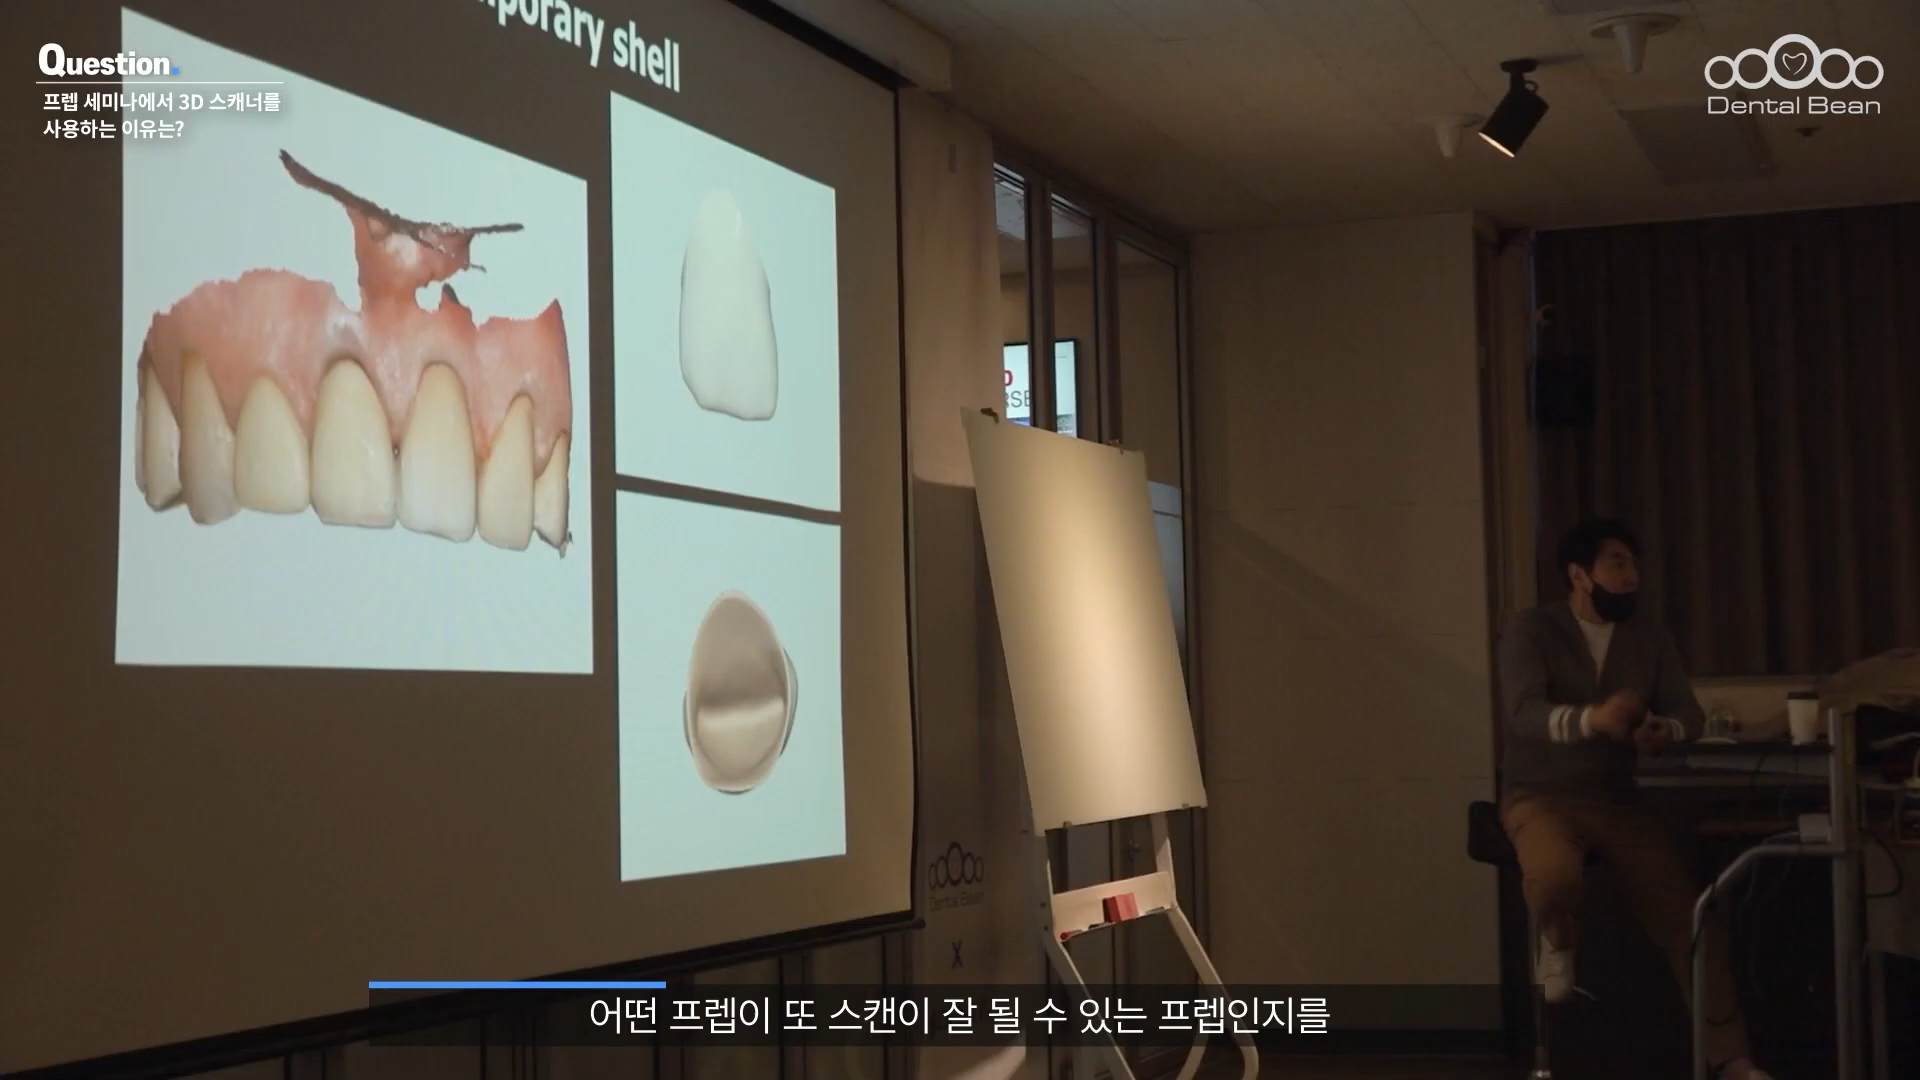 Question.
프렙 세미나에서 3D 스캐너를
사용하는 이유는?
shell
Dental Bean
Dental Bean
X
어떤 프렙이 또 스캔이 잘 될 수 있는 프렙인지를